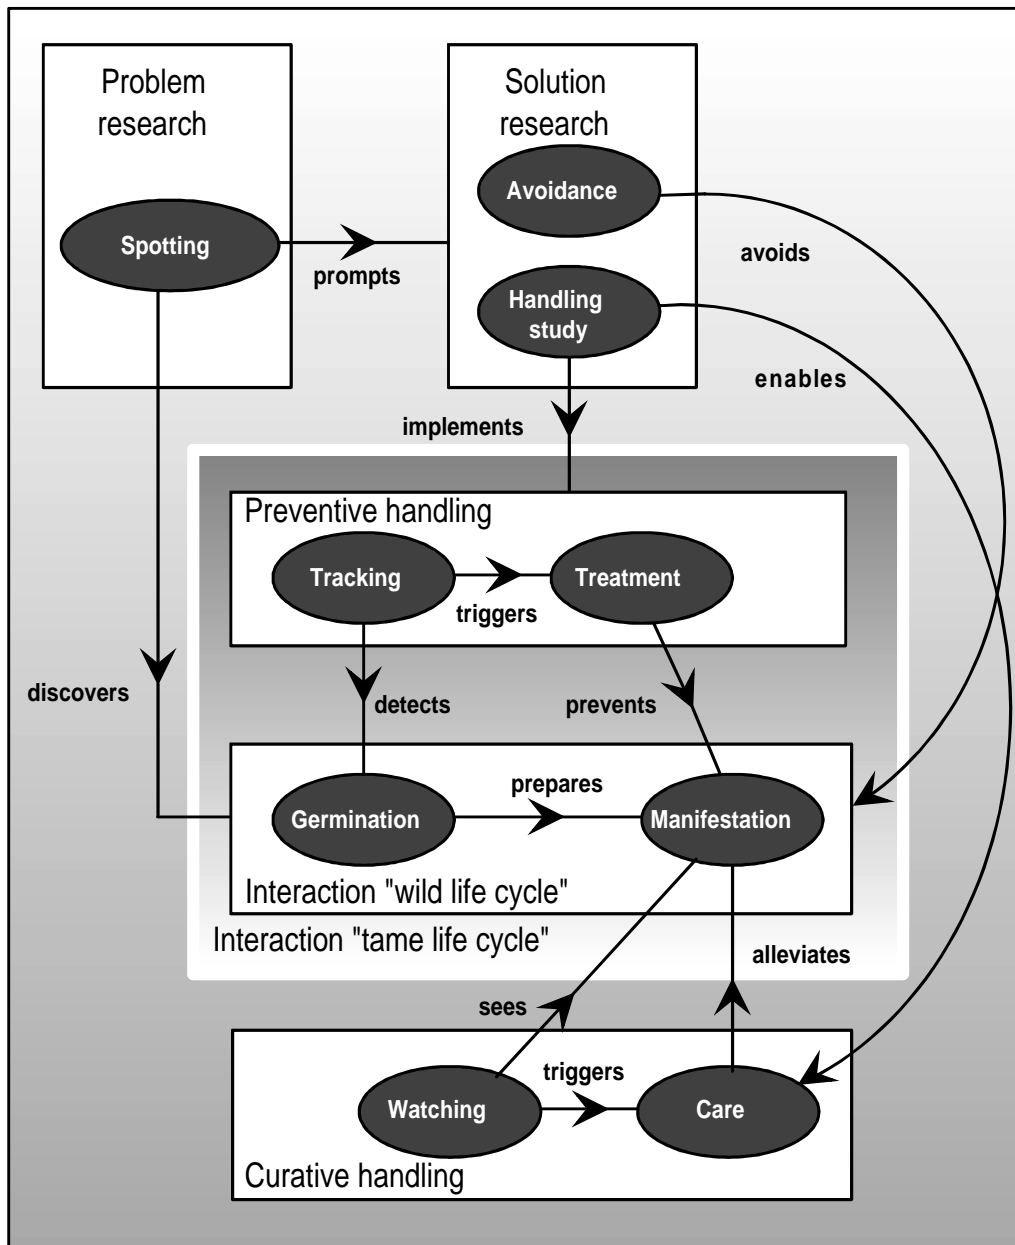 Problem
research
Solution
research
Avoidance
Spotting
prompts
avoids
Handling
study
enables
implements
Preventive handling
Tracking
Treatment
triggers
discovers
detects
prevents
prepares
Germination
Manifestation
Interaction "wild life cycle"
Interaction "tame life cycle"
alleviates
sees
triggers
Watching
Care
Curative handling